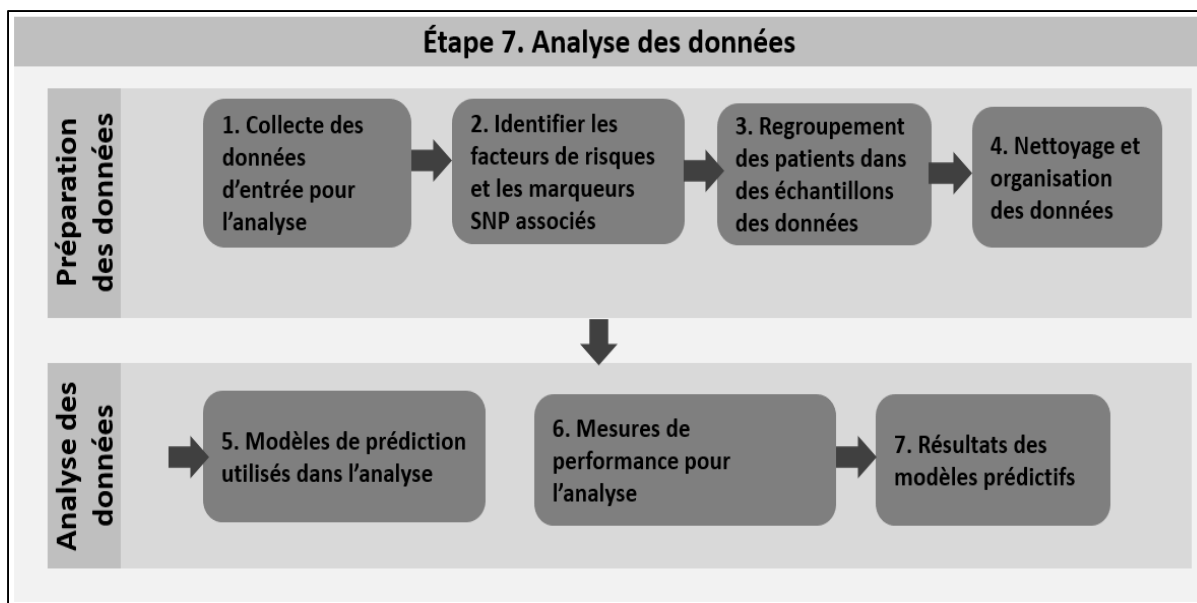 Étape 7. Analyse des données
Préparation
des données
1. Collecte des
données
d'entrée pour
l'analyse
2. Identifier les
facteurs de risques
et les marqueurs
SNP associés
3. Regroupement
des patients dans
des échantillons
des données
4. Nettoyage et
organisation
des données
Analyse des
données
5. Modèles de prédiction
utilisés dans l'analyse
6. Mesures de
performance pour
l'analyse
7. Résultats des
modèles prédictifs